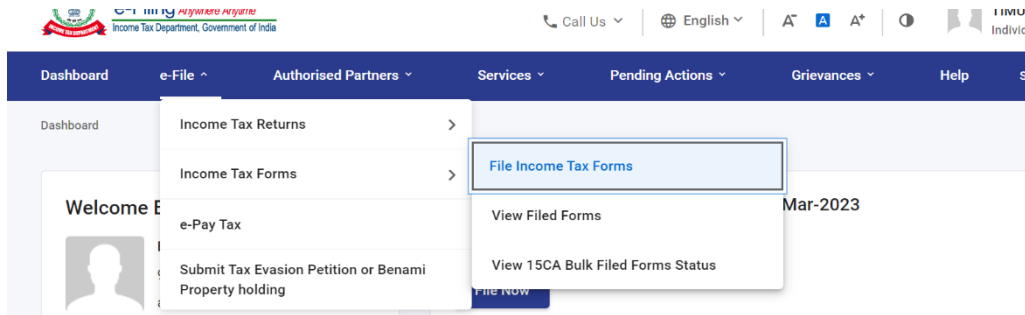 e-Filing Anywhere Anytime
Income Tax Department, Government of India
Call Us
English
A-
A
A+
Individ
Dashboard
e-File
Authorised Partners
Services
Pending Actions
Grievances
Help
Dashboard
Income Tax Returns
Income Tax Forms
e-Pay Tax
Submit Tax Evasion Petition or Benami
Property holding
File Income Tax Forms
View Filed Forms
View 15CA Bulk Filed Forms Status
Welcome
Mar-2023
File Now